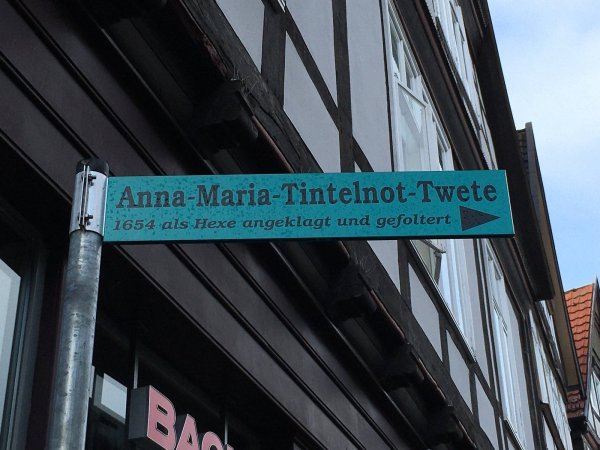 Anna-Maria-Tintelnot-Twete
1654 als Hexe angeklagt und gefoltert